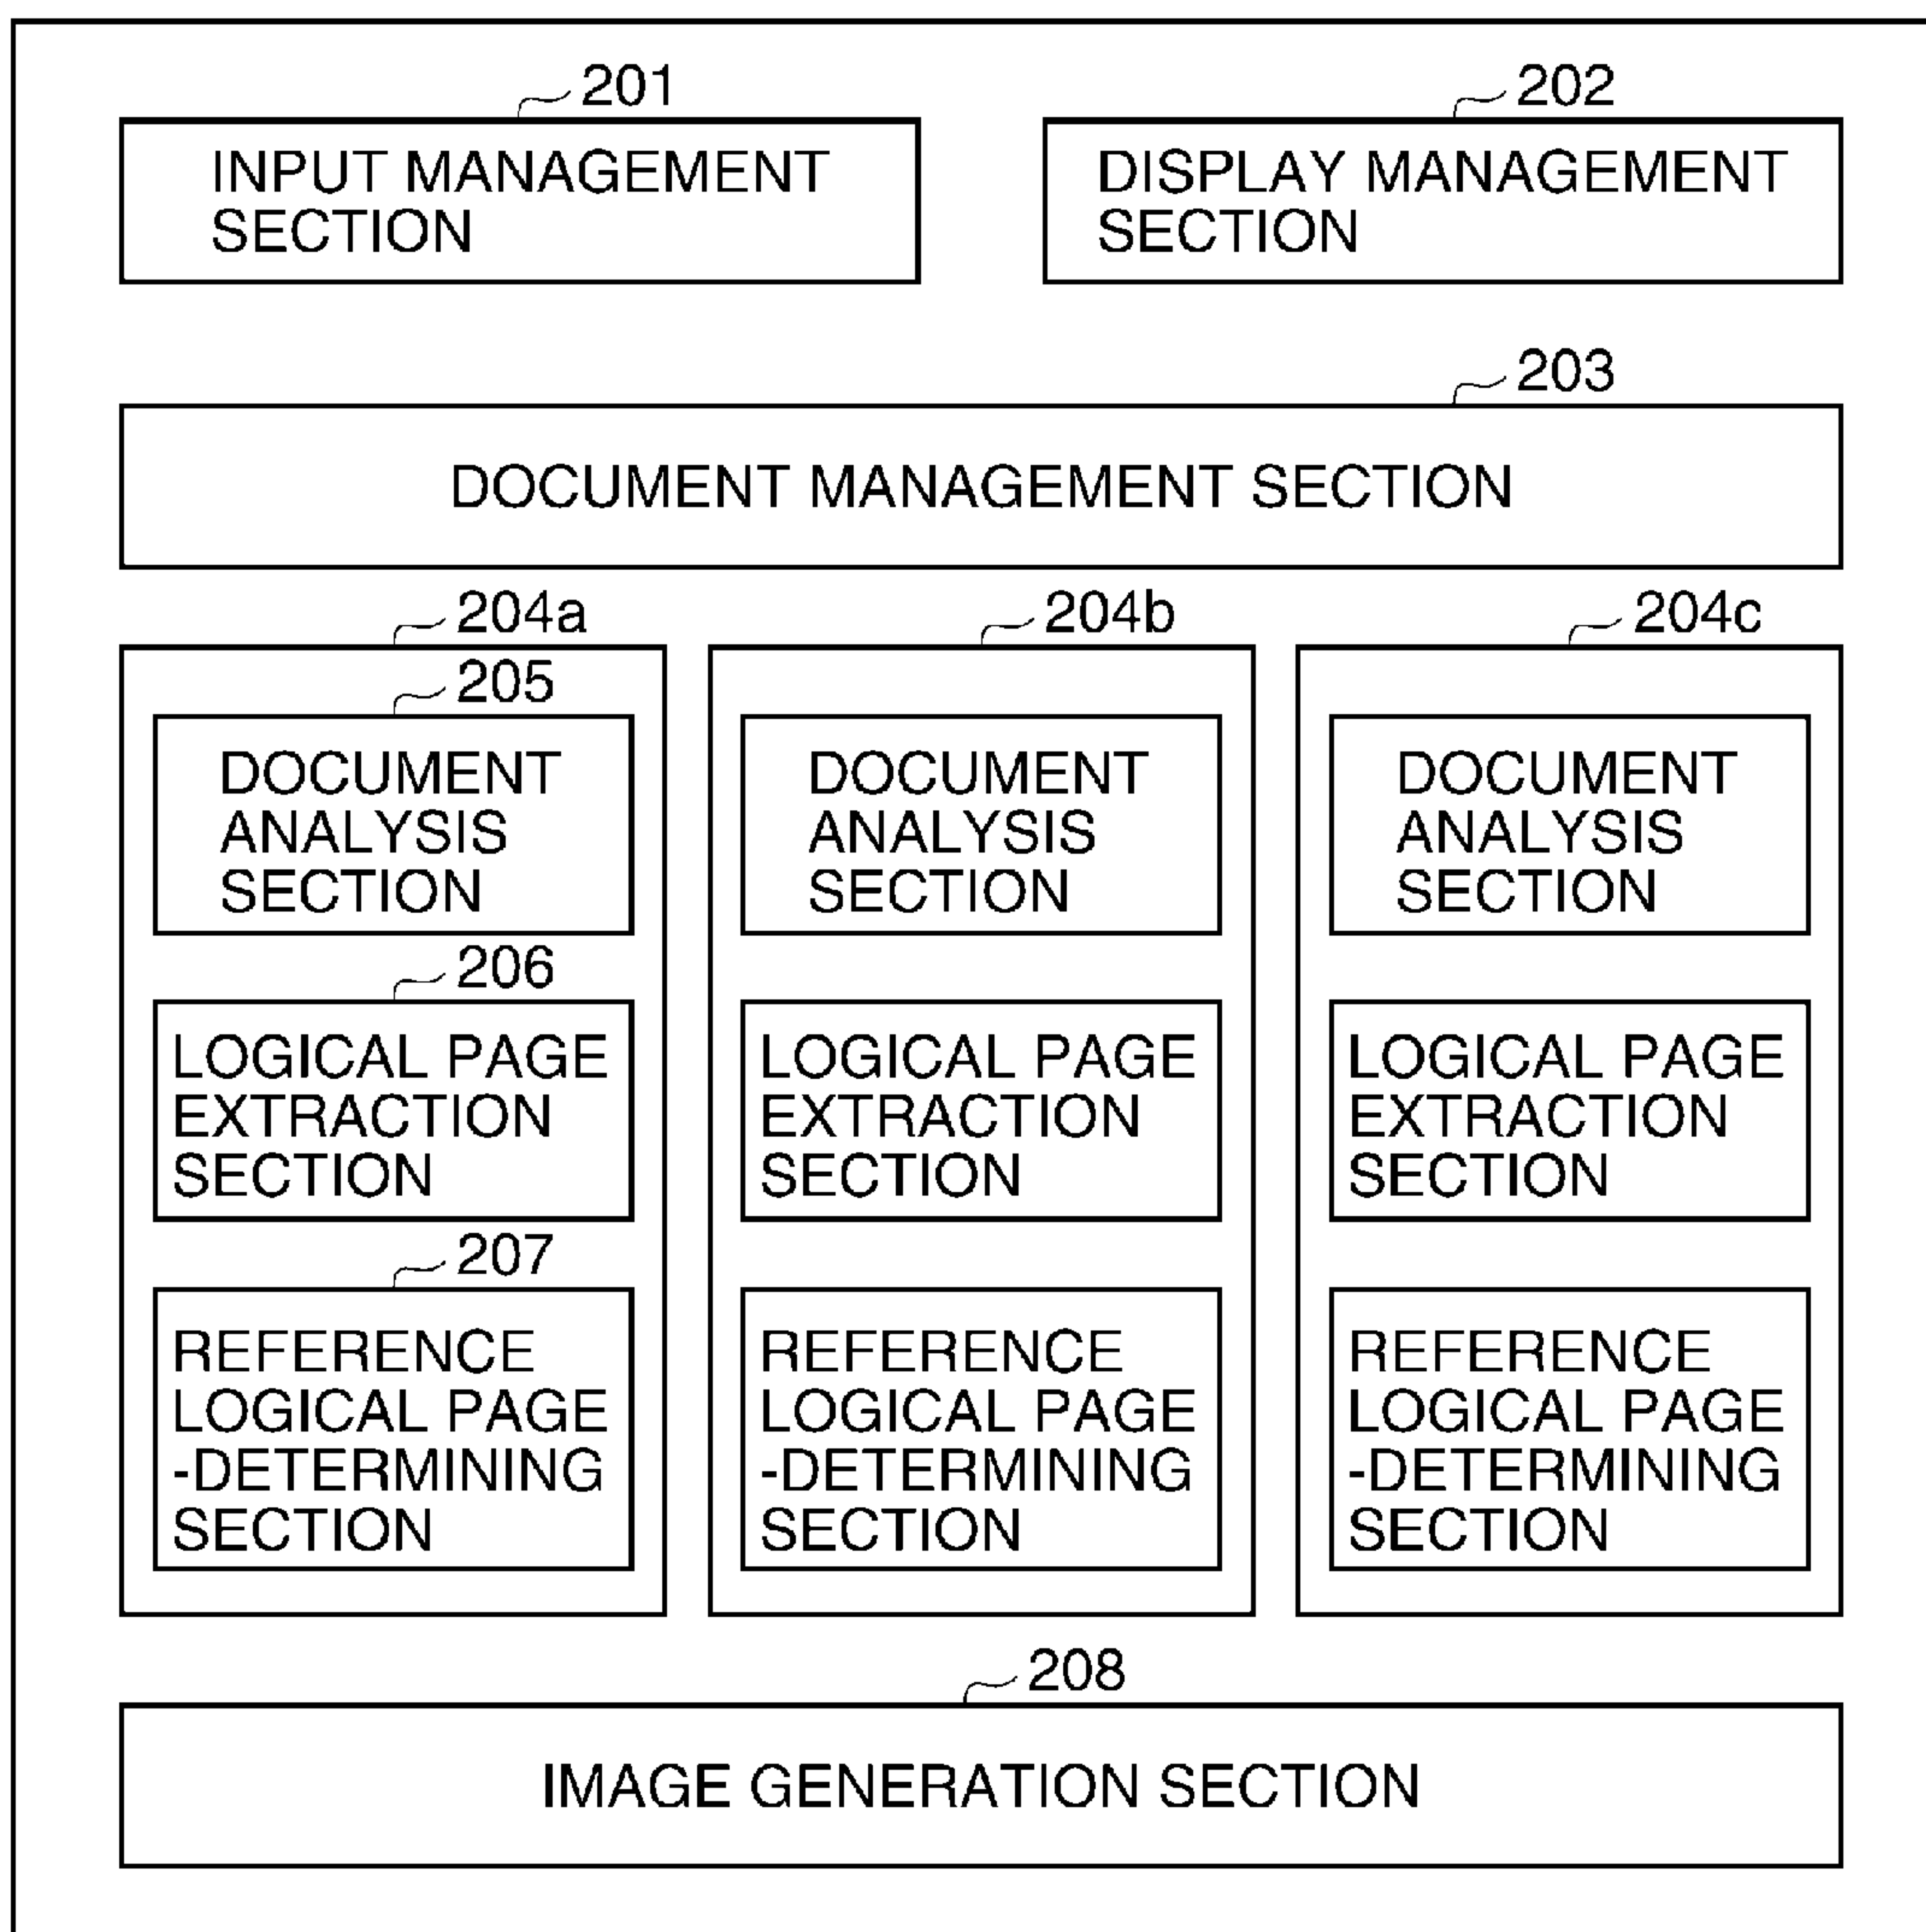 201
INPUT MANAGEMENT
SECTION
202
DISPLAY MANAGEMENT
SECTION
203
DOCUMENT MANAGEMENT SECTION
204a
205
DOCUMENT
ANALYSIS
SECTION
206
LOGICAL PAGE
EXTRACTION
SECTION
207
REFERENCE
LOGICAL PAGE
-DETERMINING
SECTION
204b
DOCUMENT
ANALYSIS
SECTION
LOGICAL PAGE
EXTRACTION
SECTION
REFERENCE
LOGICAL PAGE
-DETERMINING
SECTION
204c
DOCUMENT
ANALYSIS
SECTION
LOGICAL PAGE
EXTRACTION
SECTION
REFERENCE
LOGICAL PAGE
-DETERMINING
SECTION
208
IMAGE GENERATION SECTION